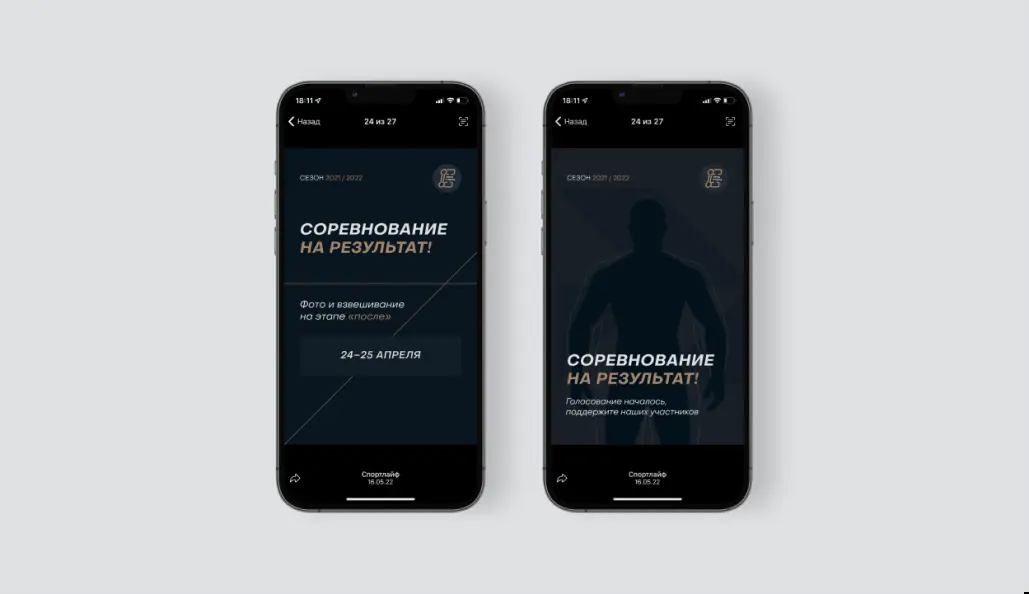 18:11
Назад
24 из 27
СЕЗОН 2021 / 2022
СОРЕВНОВАНИЕ
НА РЕЗУЛЬТАТ!
Фото и взвешивание
на этапе «после»
24–25 АПРЕЛЯ
Спортлайф
16.05.22
18:11
Назад
24 из 27
СЕЗОН 2021 / 2022
СОРЕВНОВАНИЕ
НА РЕЗУЛЬТАТ!
Голосование началось,
поддержите наших участников
Спортлайф
16.05.22